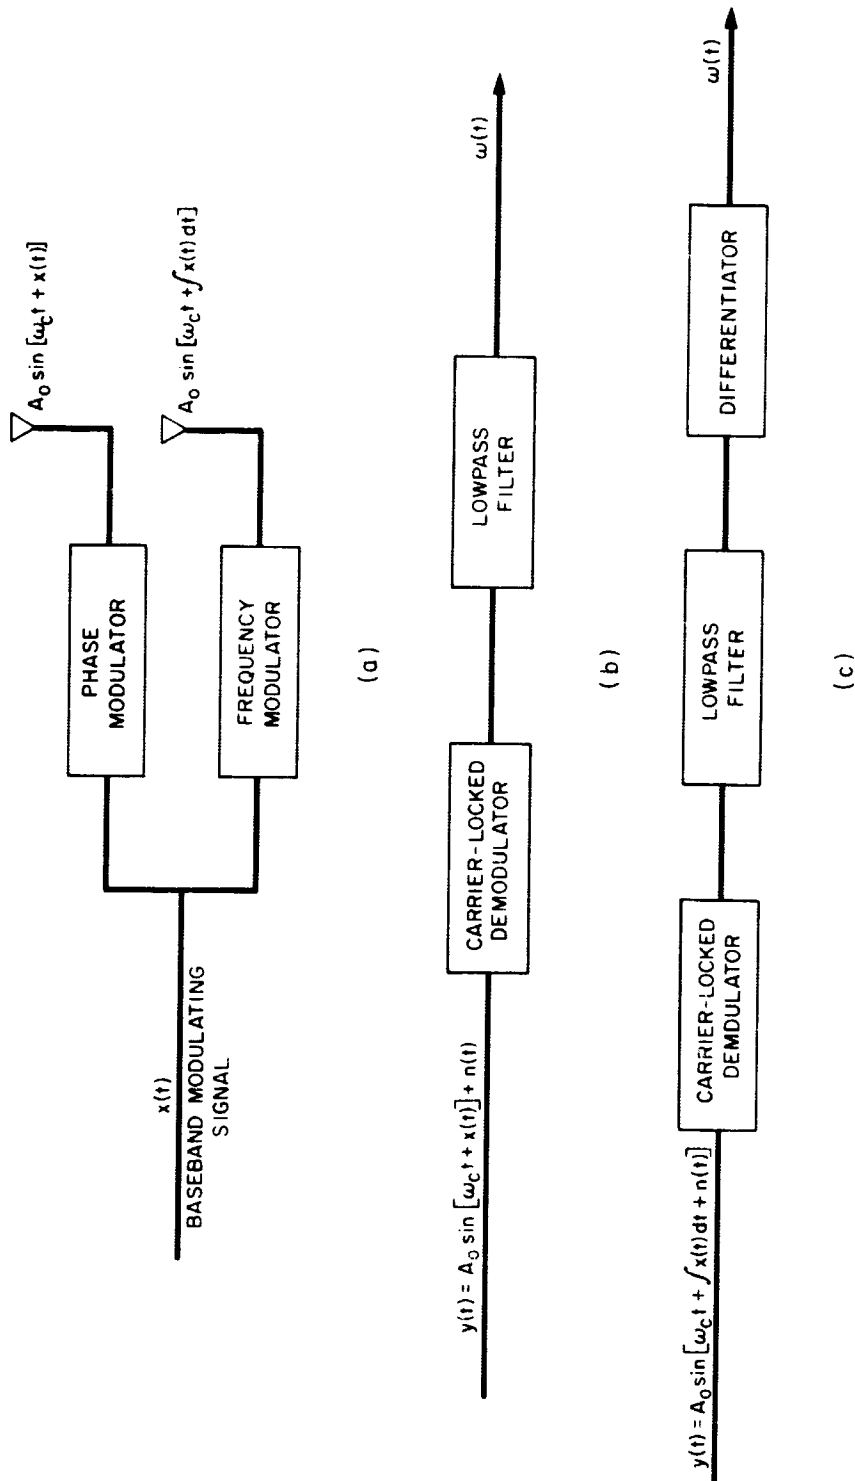 x(t)
BASEBAND MODULATING
SIGNAL
PHASE
MODULATOR
A₀ sin [ω_c t + x(t)]
FREQUENCY
MODULATOR
A₀ sin [ω_c t + ∫x(t) dt]
(a)
y(t) = A₀ sin [ω_c t + x(t)] + n(t)
CARRIER-LOCKED
DEMODULATOR
LOWPASS
FILTER
ω(t)
(b)
y(t) = A₀ sin[ω_c t + ∫x(t) dt + n(t)]
CARRIER-LOCKED
DEMDULATOR
LOWPASS
FILTER
DIFFERENTIATOR
ω(t)
(c)